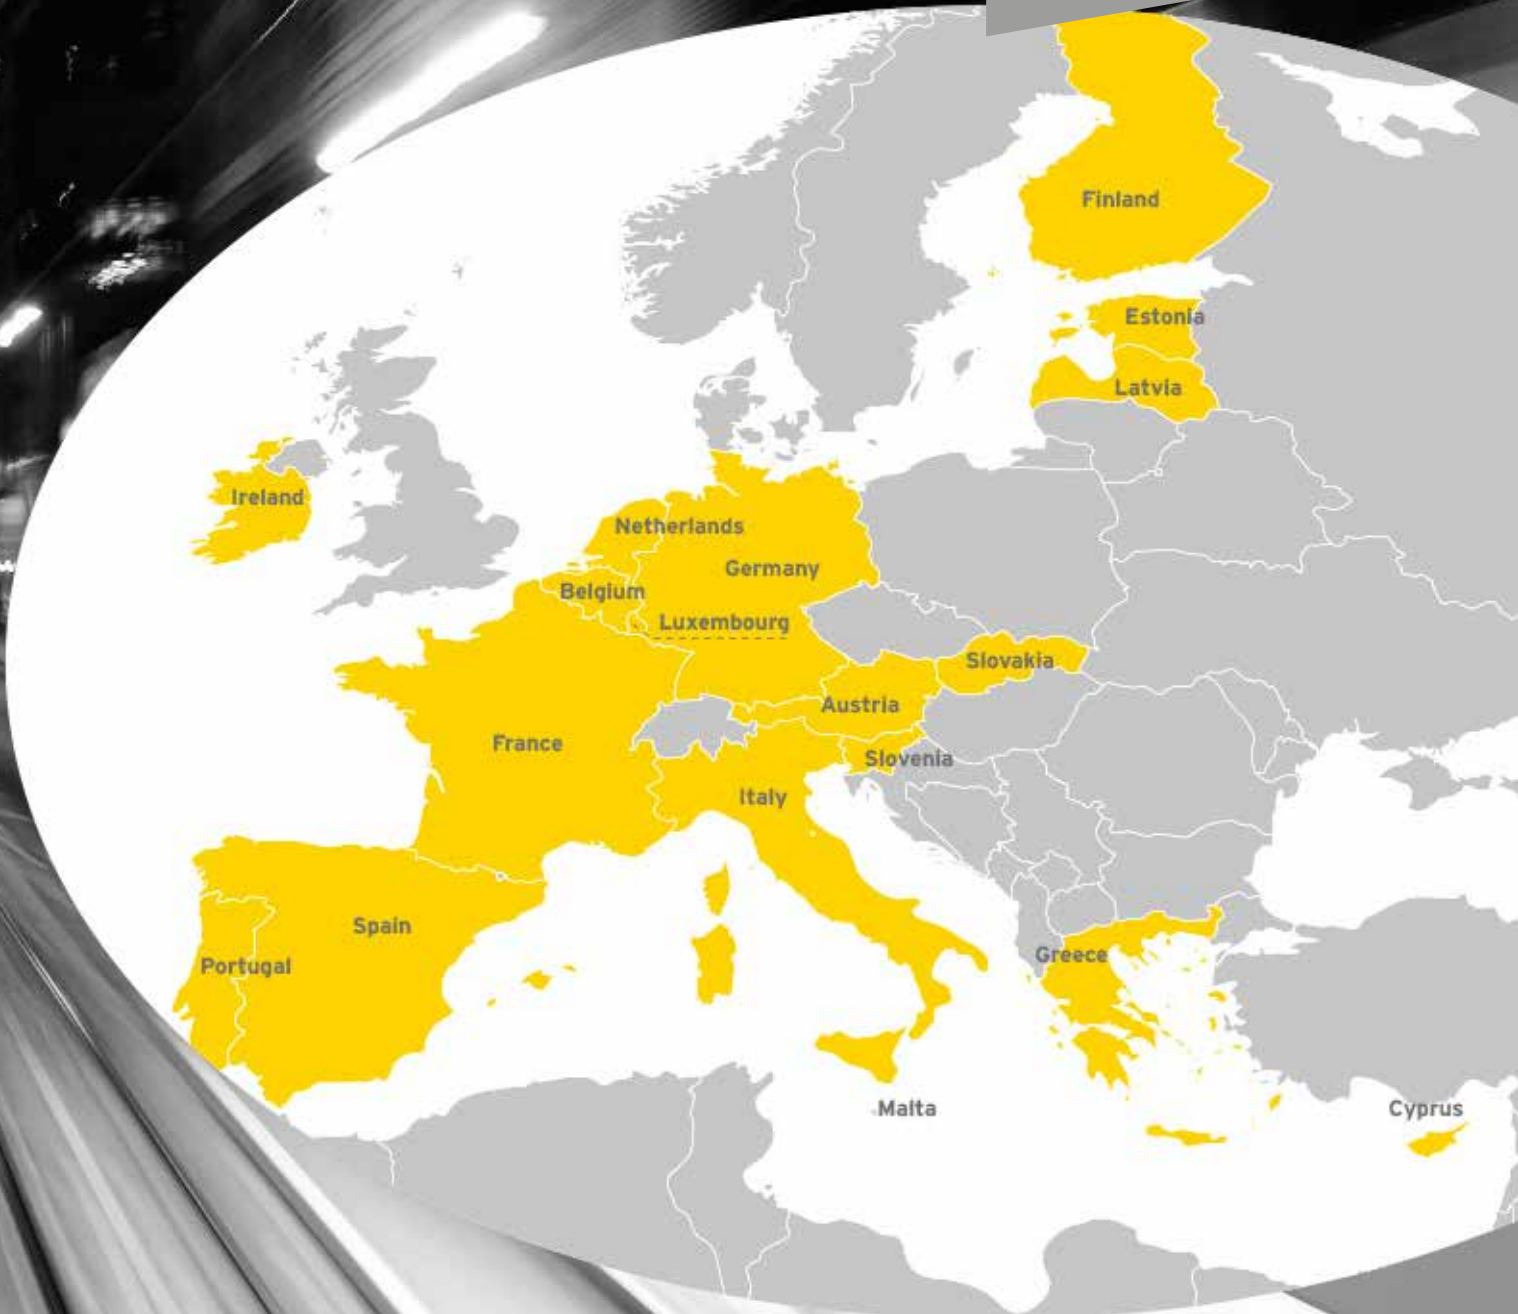 Finland
Estonia
Latvia
Ireland
Netherlands
Germany
Belgium
Luxembourg
Slovakia
Austria
France
Slovenia
Italy
Spain
Greece
Portugal
Malta
Cyprus